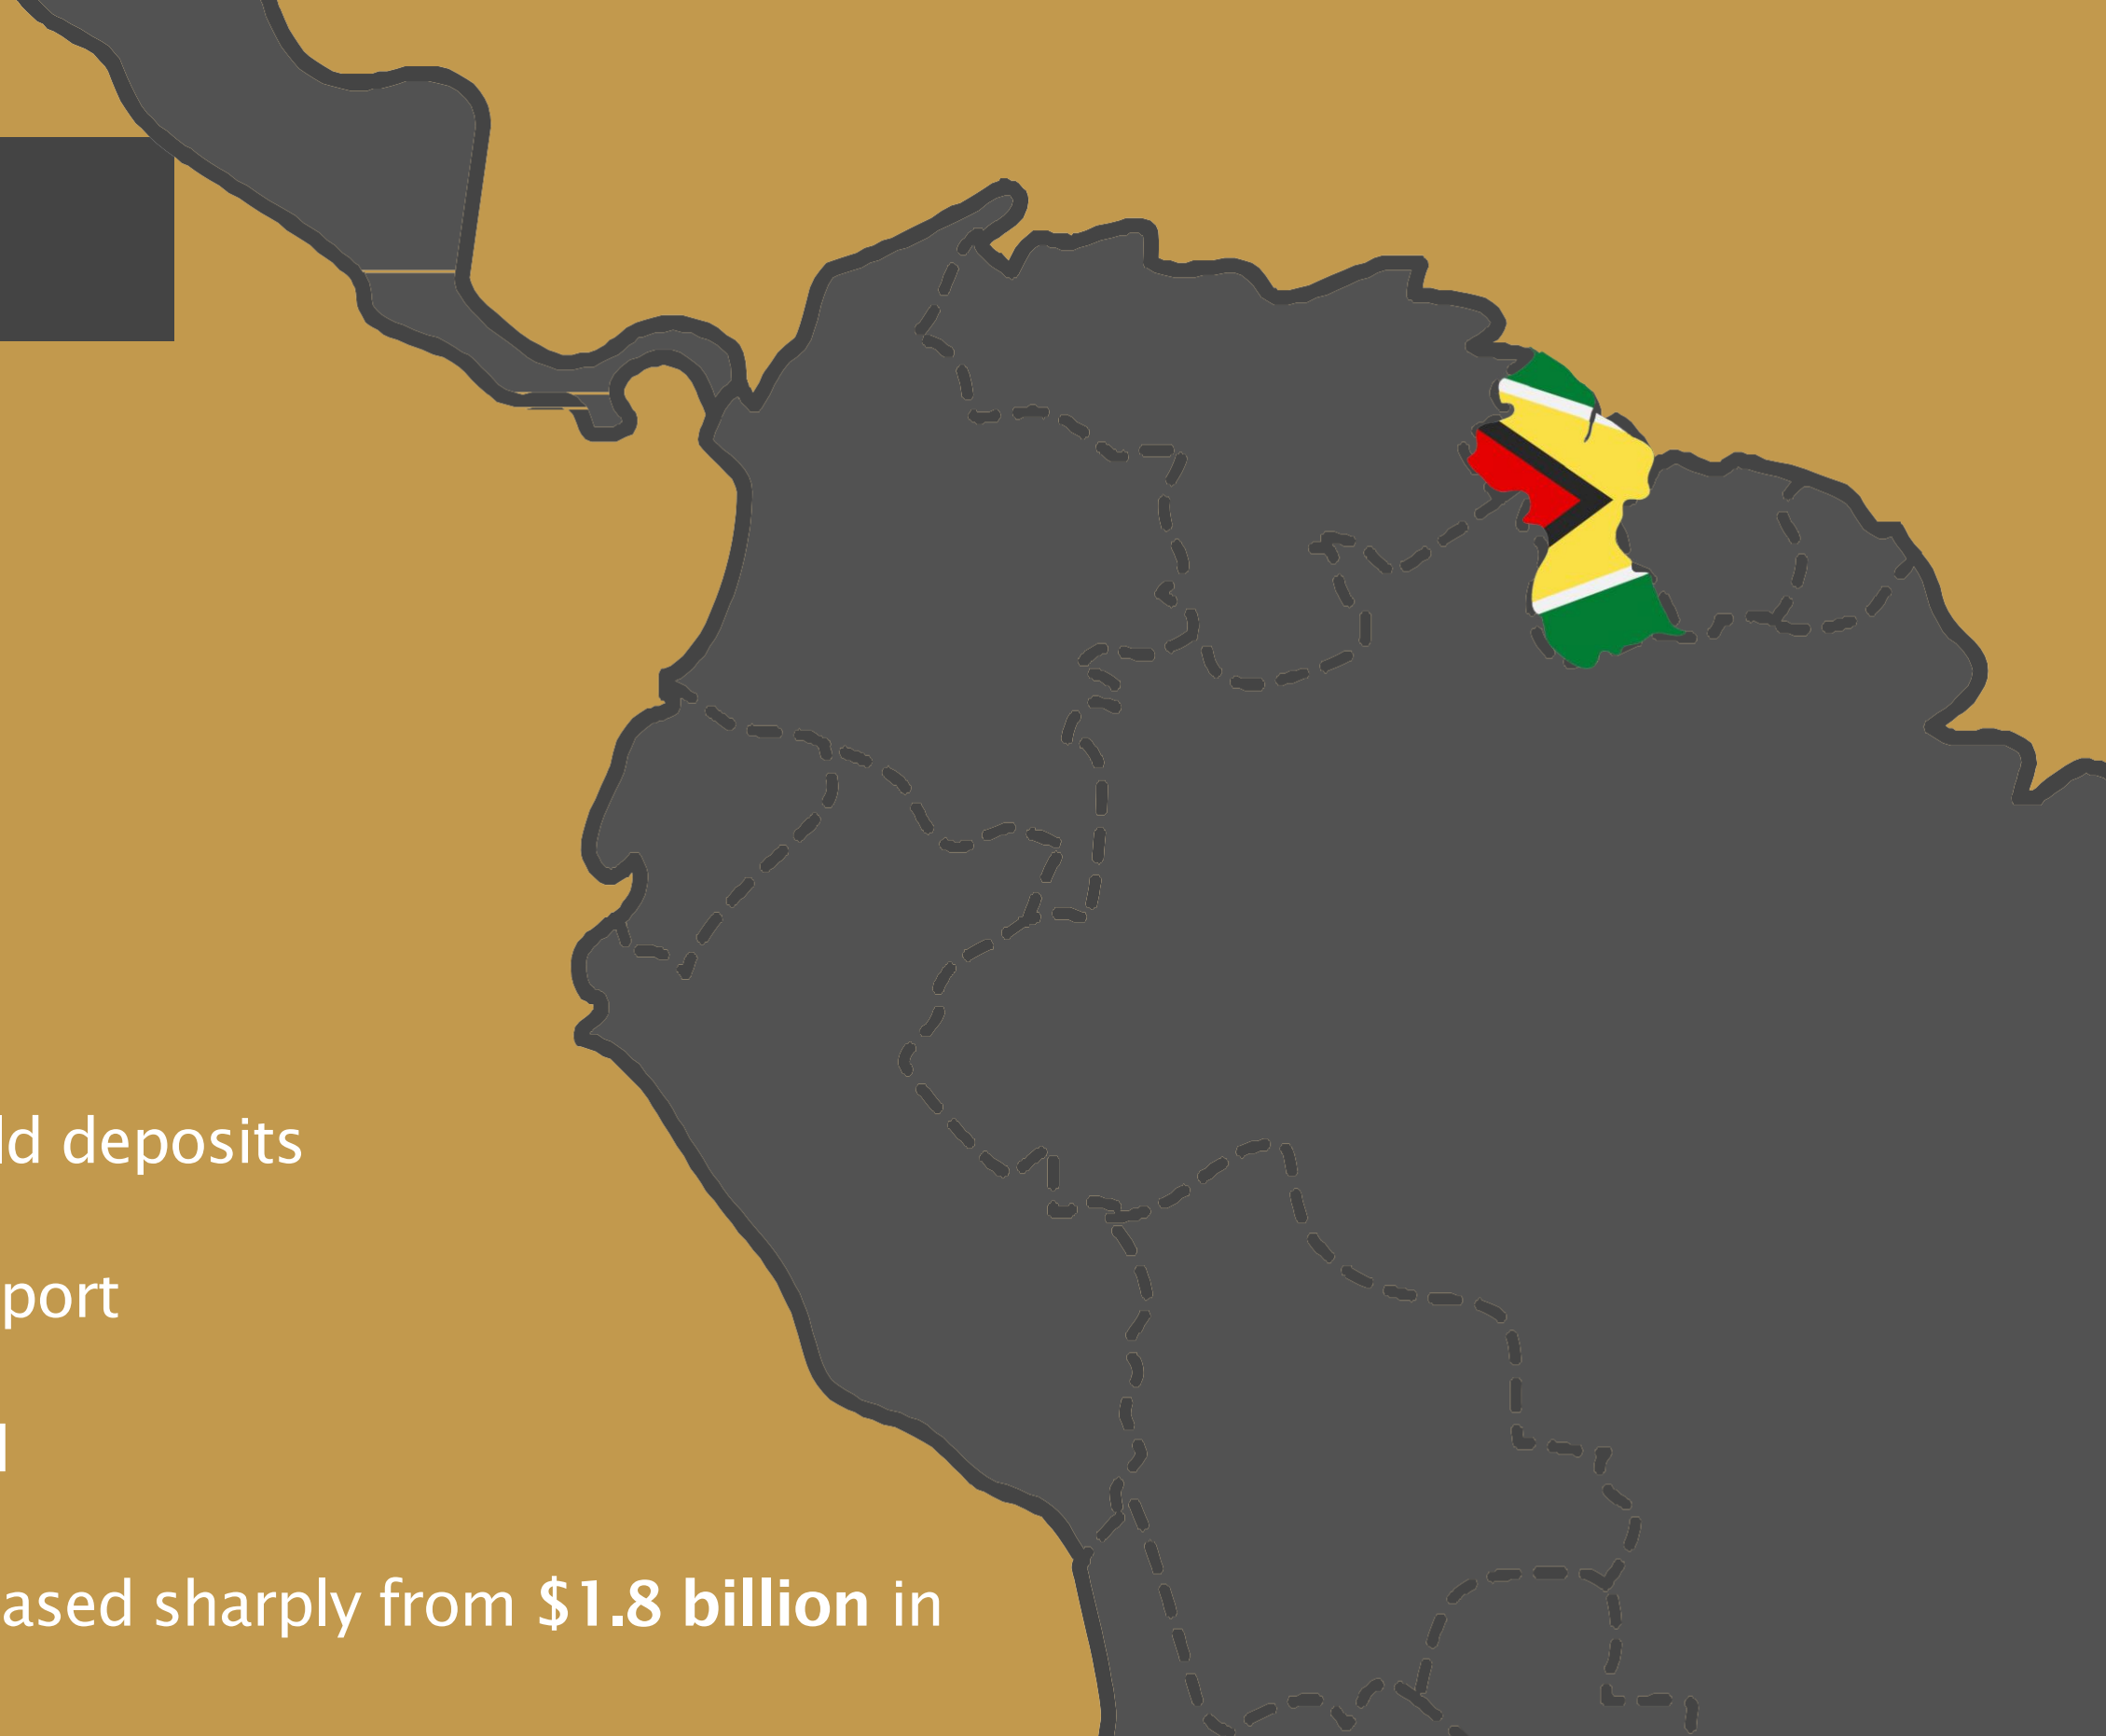 ld deposits
port
ased sharply from $1.8 billion in